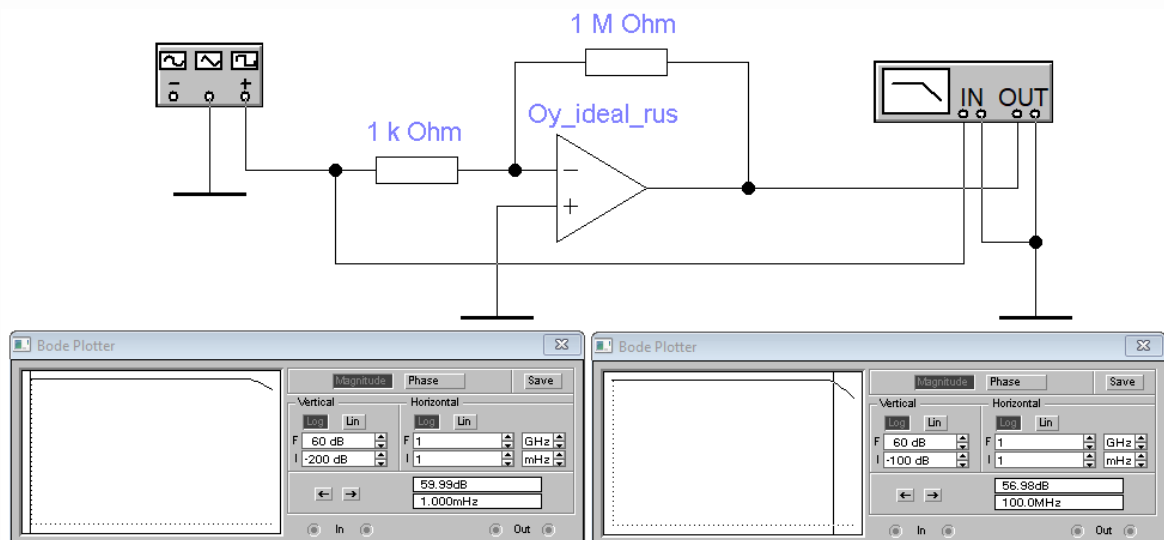 1 M Ohm
IN OUT
- +
Oy_ideal_rus
1 k Ohm
−
+
Bode Plotter
Magnitude Phase Save
Vertical Horizontal
Log Lin Log Lin
F 60 dB F 1 GHz
I -200 dB I 1 mHz
← → 59.99dB
1.000mHz
In Out
Bode Plotter
Magnitude Phase Save
Vertical Horizontal
Log Lin Log Lin
F 60 dB F 1 GHz
I -100 dB I 1 mHz
← → 56.98dB
100.0MHz
In Out